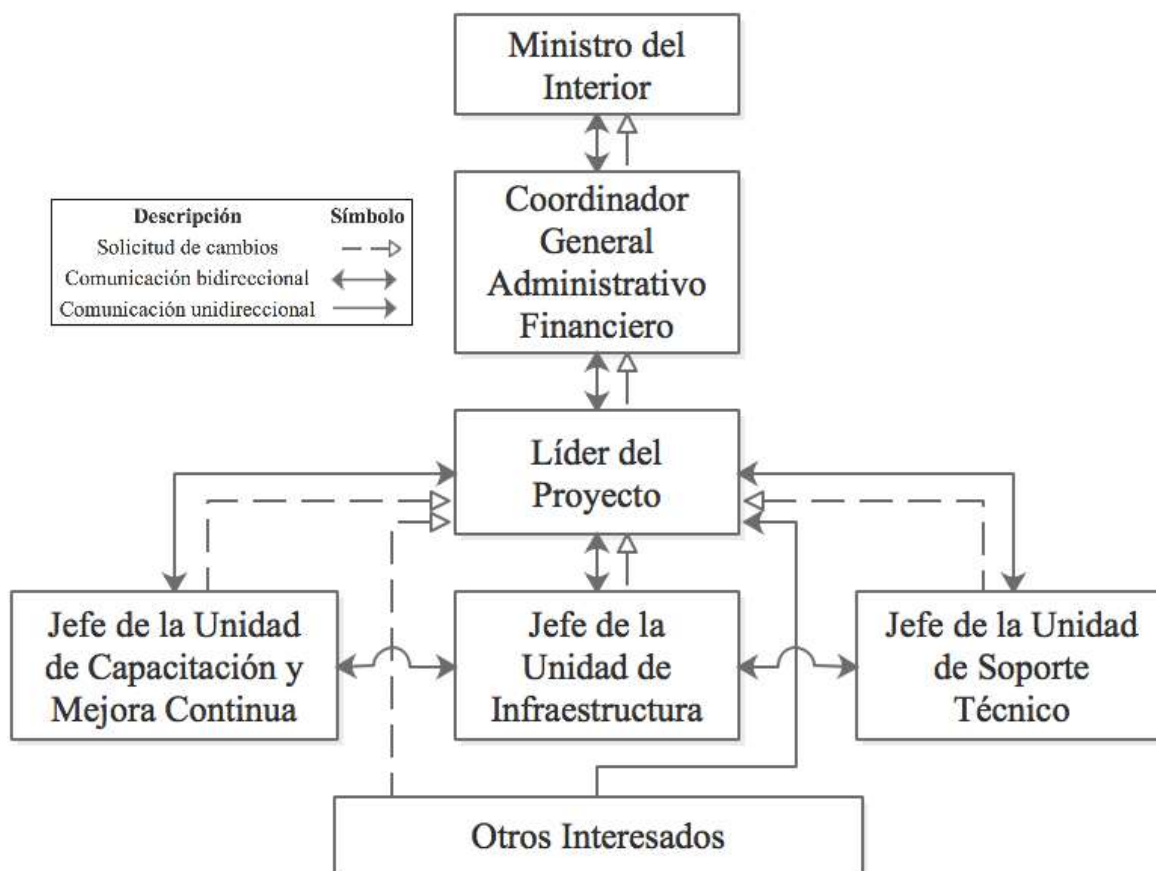 Ministro del
Interior
Coordinador
General
Administrativo
Financiero
Descripción Símbolo
Solicitud de cambios
Comunicación bidireccional
Comunicación unidireccional
Líder del
Proyecto
Jefe de la Unidad
de Capacitación y
Mejora Continua
Jefe de la
Unidad de
Infraestructura
Jefe de la Unidad
de Soporte
Técnico
Otros Interesados